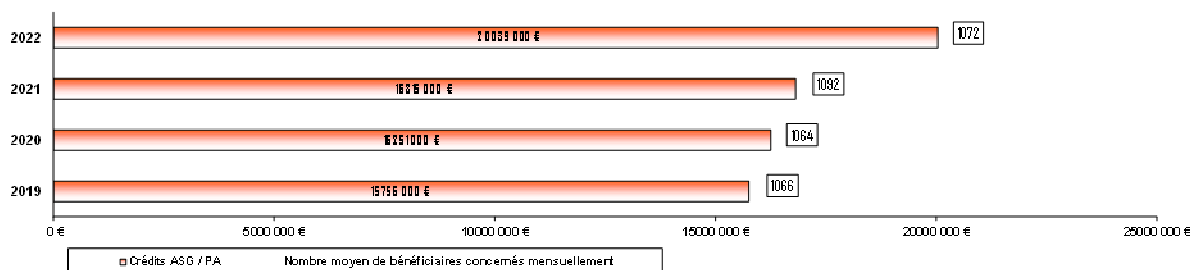 2022
20 039 000 €
1072
2021
1092
2020
16 251 000 €
1064
2019
15 756 000 €
1066
0 € 5 000 000 € 10 000 000 € 15 000 000 € 20 000 000 € 25 000 000 €
Crédits ASG / PA Nombre moyen de bénéficiaires concernés mensuellement